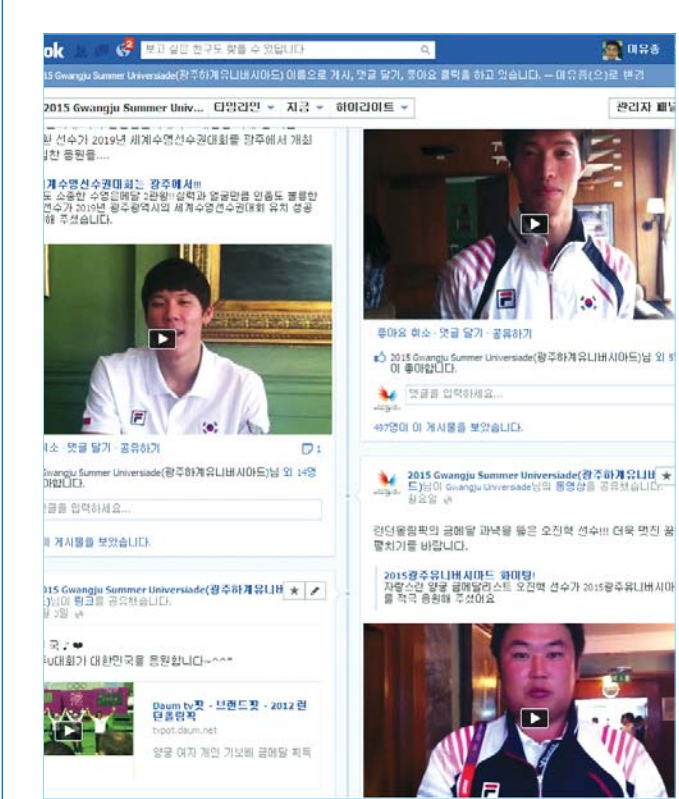 ok
2
보고 싶은 친구도 찾을 수 있답니다
이유종
15 Gwangju Summer Universiade(광주하계유니버시아드) 이름으로 게시, 댓글 달기, 좋아요 클릭을 하고 있습니다. — 이유종(으)로 변경
2015 Gwangju Summer Univ... 타임라인 지금 하이라이트
관리자 패널
환 선수가 2019년 세계수영선수권대회를 광주에서 개최
찬 응원을....
계수영선수권대회는 광주에서!!!
도 소중한 수영은메달 2관왕!!실력과 얼굴만큼 인품도 훌륭한
선수가 2019년 광주광역시의 세계수영선수권대회 유치 성공
해 주셨습니다.
FILA
취소 · 댓글 달기 · 공유하기
1
Gwangju Summer Universiade(광주하계유니버시아드)님 외 14명
아합니다.
댓글을 입력하세요...
이 게시물을 보았습니다.
015 Gwangju Summer Universiade(광주하계유니버
)님이 링크를 공유했습니다.
3일
국♪♥
U대회가 대한민국을 응원합니다~^^*
Daum tv팟 - 브랜드팟 - 2012 런
던올림픽
tvpot.daum.net
양궁 여자 개인 기보배 금메달 획득
FILA
좋아요 취소 · 댓글 달기 · 공유하기
2015 Gwangju Summer Universiade(광주하계유니버시아드)님 외
이 좋아합니다.
댓글을 입력하세요...
497명이 이 게시물을 보았습니다.
2015 Gwangju Summer Universiade(광주하계유니버
드)님이 Gwangju Universiade님의 동영상을 공유했습니다.
월요일
런던올림픽의 금메달 과녁을 뚫은 오진혁 선수!!! 더욱 멋진 꿈
펼치기를 바랍니다.
2015광주유니버시아드 화이팅!
자랑스런 양궁 금메달리스트 오진혁 선수가 2015광주유니버시아
를 적극 응원해 주셨어요
FILA